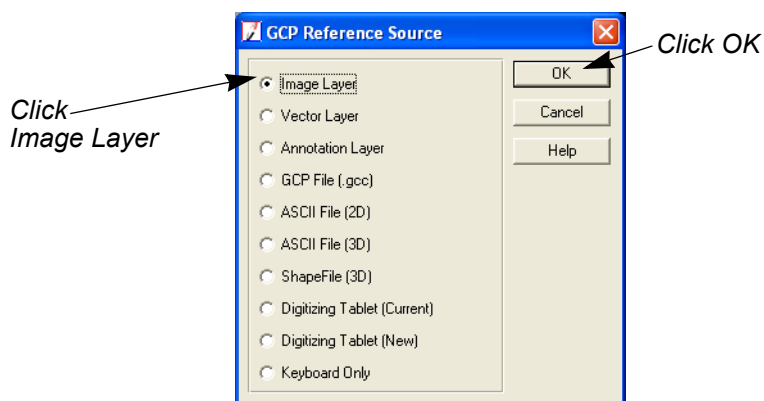 GCP Reference Source
Click OK
Click
Image Layer
Image Layer
Vector Layer
Annotation Layer
GCP File (.gcc)
ASCII File (2D)
ASCII File (3D)
ShapeFile (3D)
Digitizing Tablet (Current)
Digitizing Tablet (New)
Keyboard Only
OK
Cancel
Help